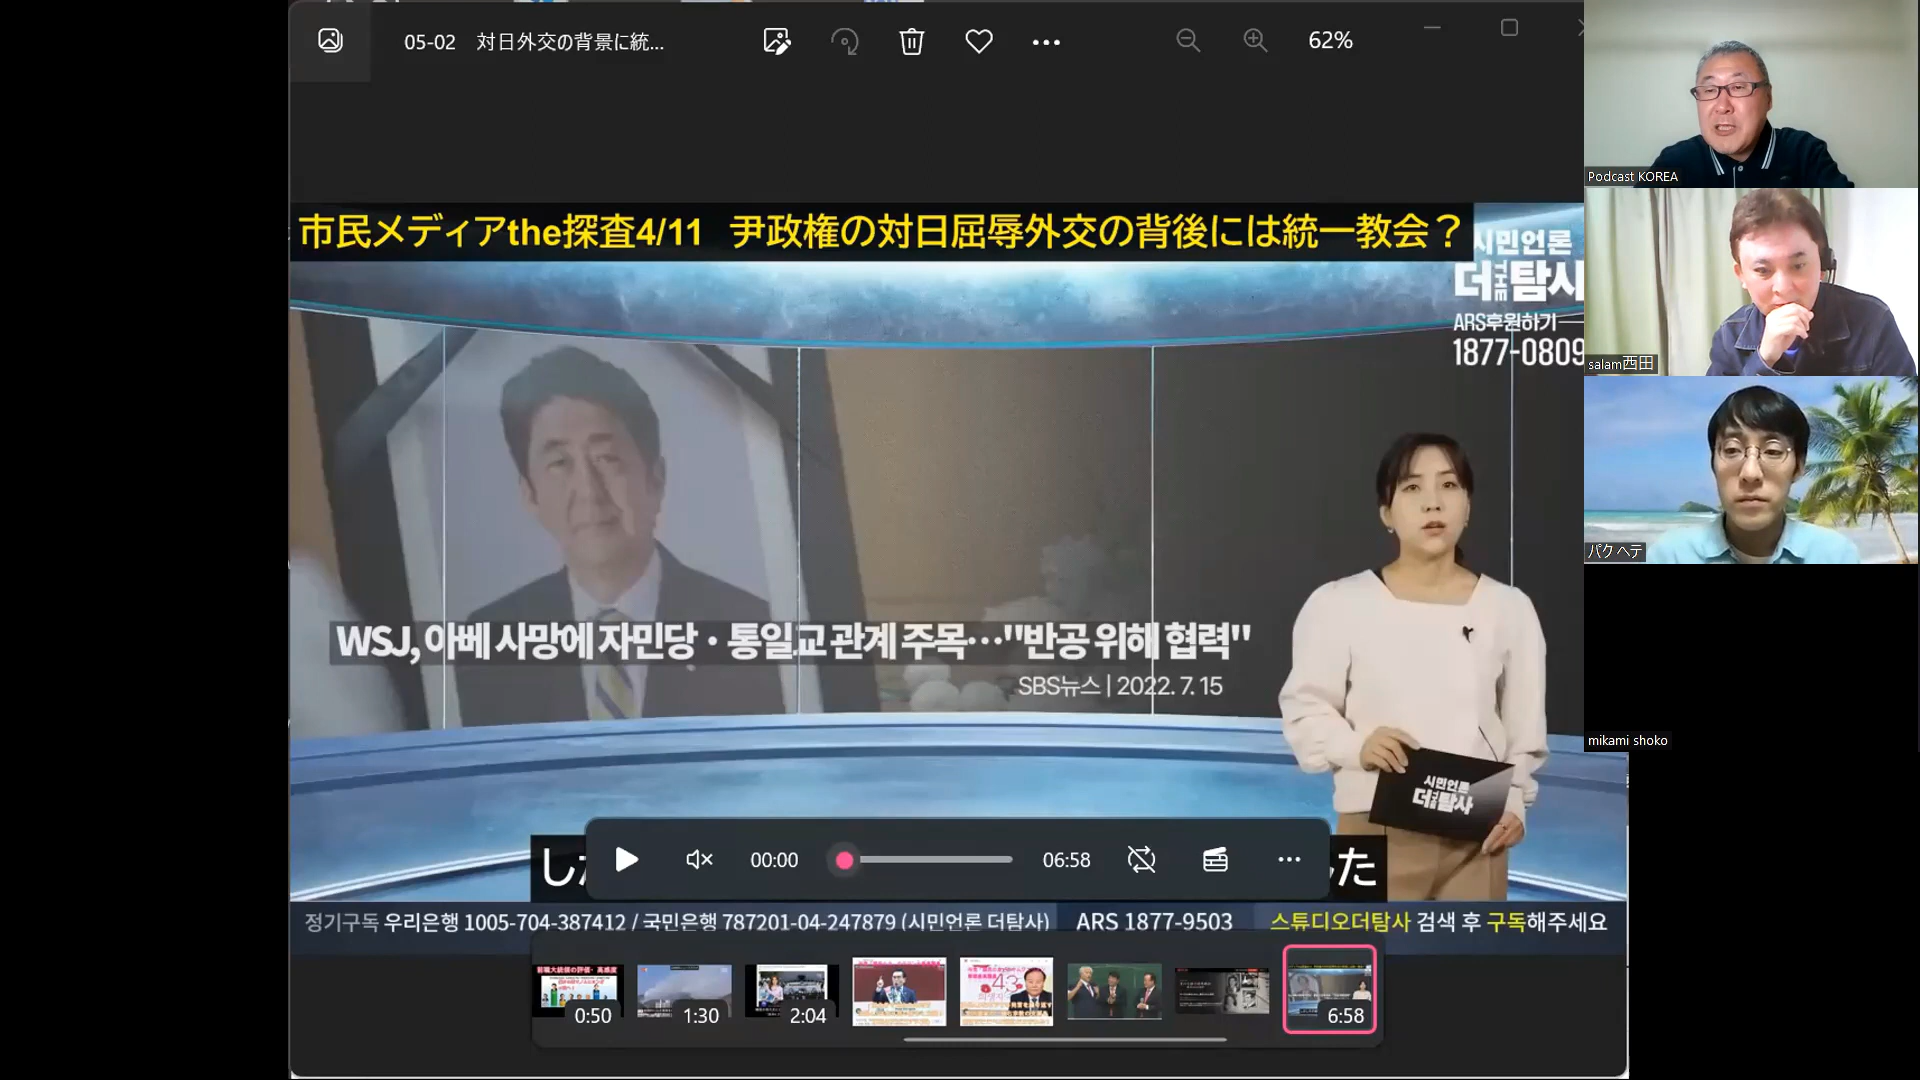 05-02 対日外交の背景に統...
62%
市民メディアthe探査4/11 尹政権の対日屈辱外交の背後には統一教会？
시민언론
더탐사
THE
ARS후원하기
1877-0809
WSJ, 아베 사망에 자민당·통일교 관계 주목…"반공 위해 협력"
SBS뉴스 | 2022. 7. 15
시민언론
더탐사
し
た
00:00
06:58
정기구독 우리은행 1005-704-387412 / 국민은행 787201-04-247879 (시민언론 더탐사)
ARS 1877-9503
스튜디오더탐사 검색 후 구독해주세요
0:50
1:30
2:04
4.3
6:58
Podcast KOREA
salam西田
パク ヘテ
mikami shoko